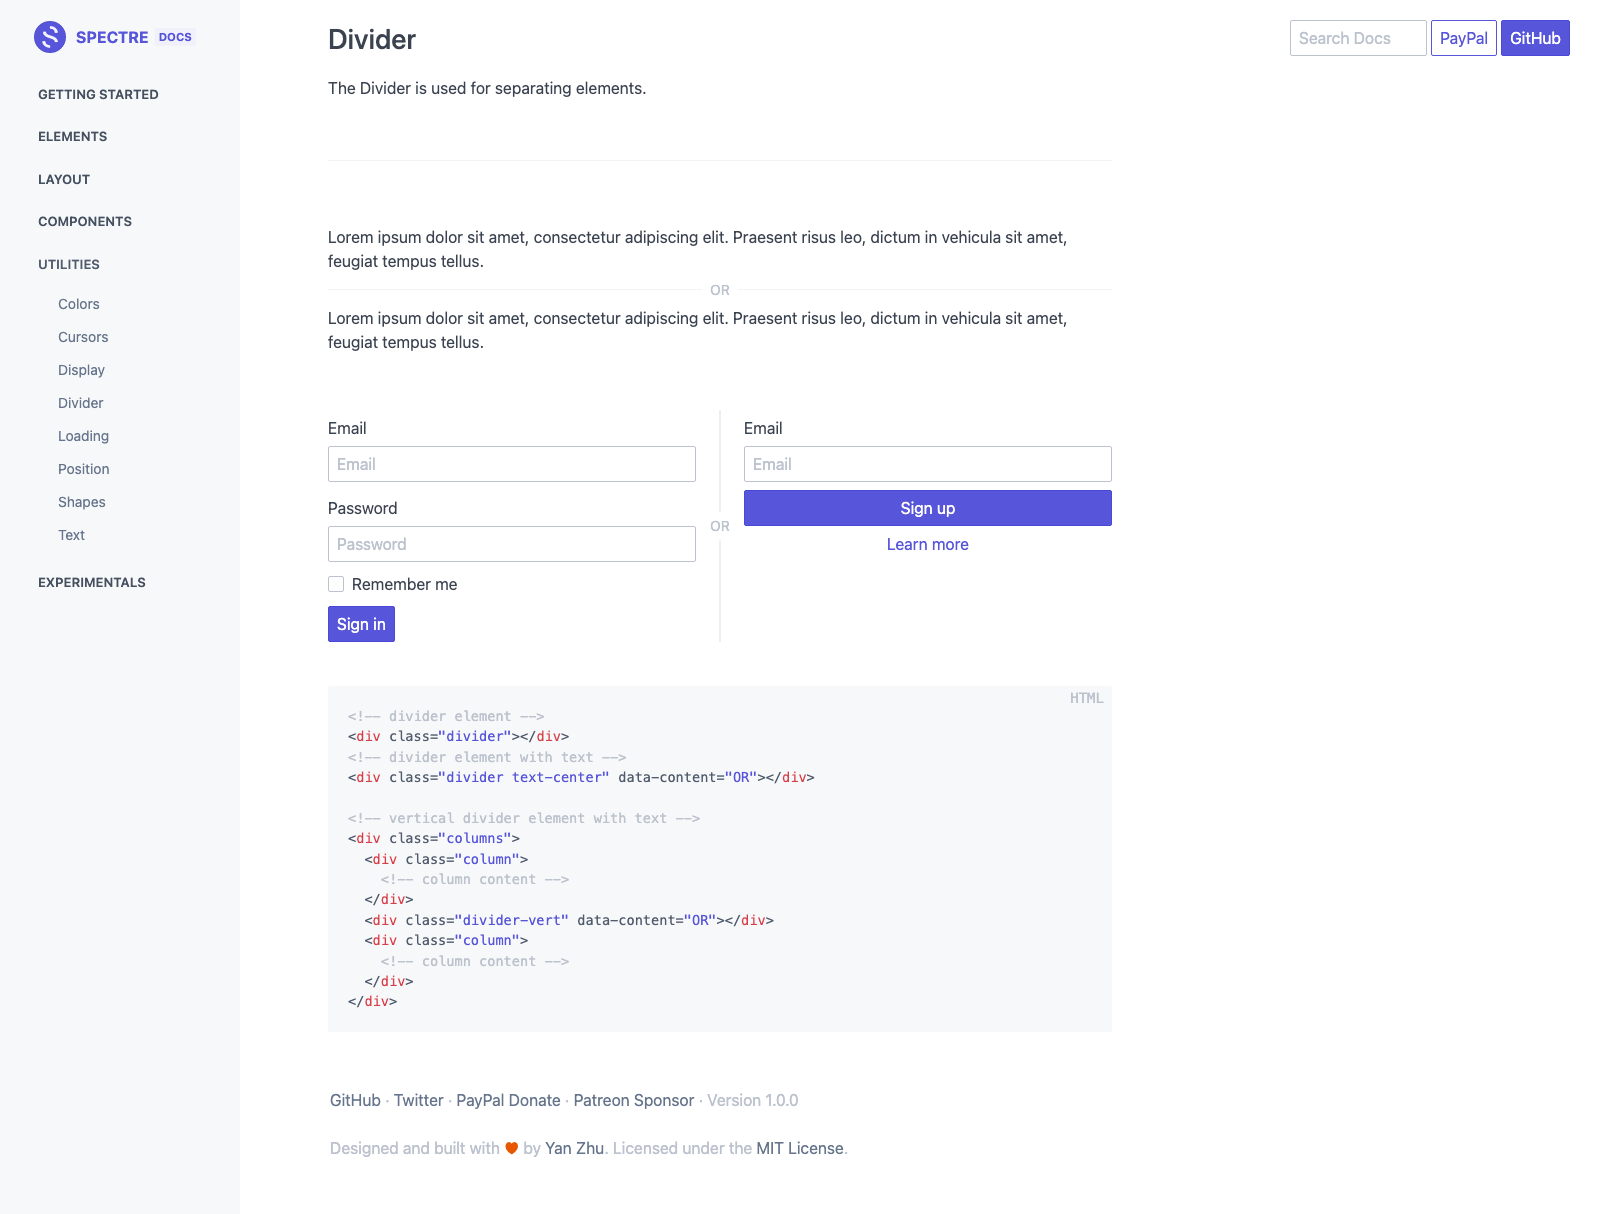 SPECTRE DOCS
GETTING STARTED
ELEMENTS
LAYOUT
COMPONENTS
UTILITIES
Colors
Cursors
Display
Divider
Loading
Position
Shapes
Text
EXPERIMENTALS
Divider
Search Docs
PayPal
GitHub
The Divider is used for separating elements.
Lorem ipsum dolor sit amet, consectetur adipiscing elit. Praesent risus leo, dictum in vehicula sit amet,
feugiat tempus tellus.
OR
Lorem ipsum dolor sit amet, consectetur adipiscing elit. Praesent risus leo, dictum in vehicula sit amet,
feugiat tempus tellus.
Email
Email
Password
Password
Remember me
Sign in
OR
Email
Email
Sign up
Learn more
HTML
<!-- divider element -->
<div class="divider"></div>
<!-- divider element with text -->
<div class="divider text-center" data-content="OR"></div>
<!-- vertical divider element with text -->
<div class="columns">
  <div class="column">
    <!-- column content -->
  </div>
  <div class="divider-vert" data-content="OR"></div>
  <div class="column">
    <!-- column content -->
  </div>
</div>
GitHub · Twitter · PayPal Donate · Patreon Sponsor · Version 1.0.0
Designed and built with ♥ by Yan Zhu. Licensed under the MIT License.